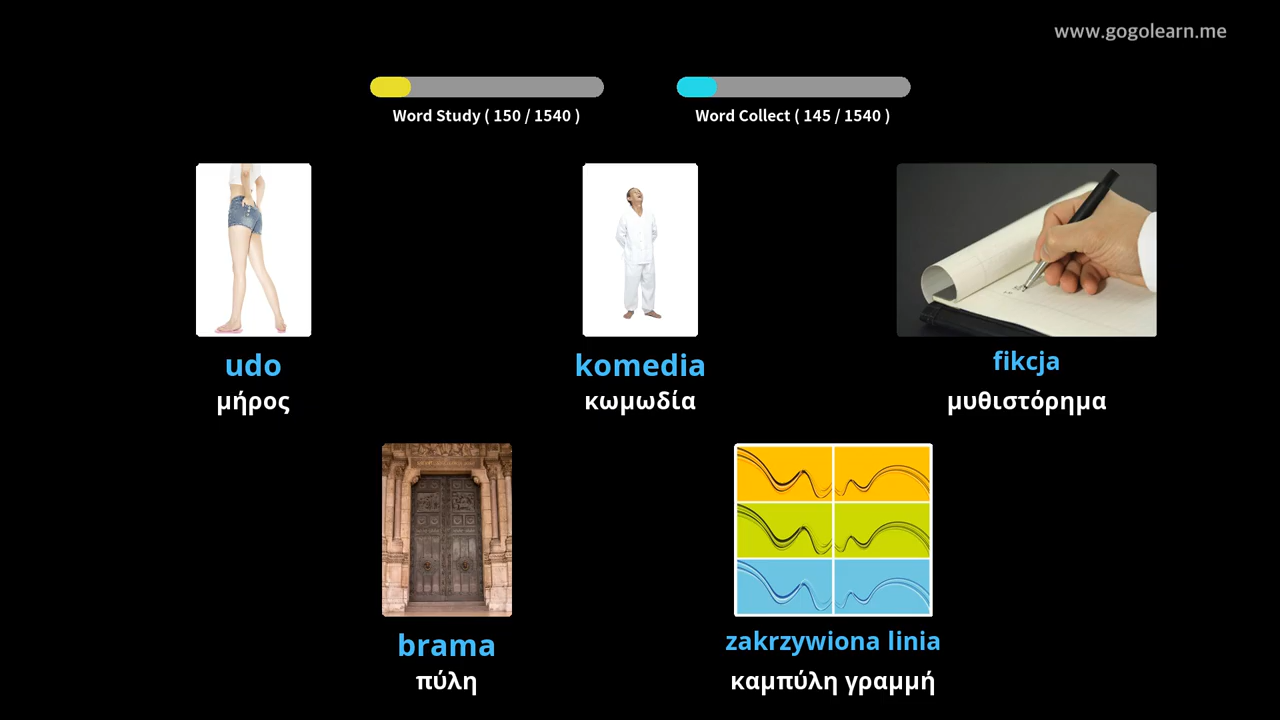 www.gogolearn.me
Word Study ( 150 / 1540 )
Word Collect ( 145 / 1540 )
udo
μήρος
komedia
κωμωδία
fikcja
μυθιστόρημα
brama
πύλη
zakrzywiona linia
καμπύλη γραμμή